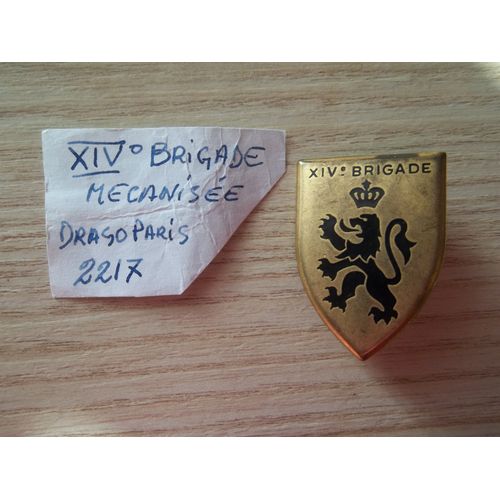 XIVº BRIGADE
MECANISÉE
DRAGO PARIS
2217
XIVº BRIGADE